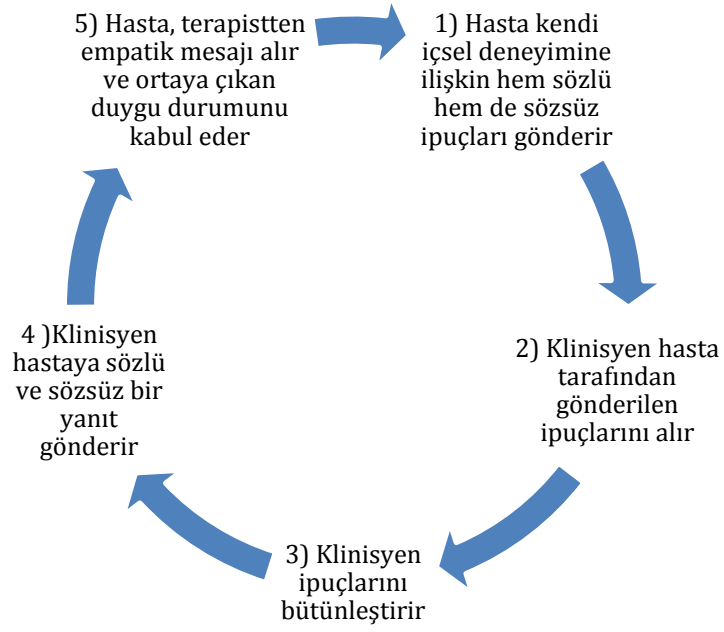 1) Hasta kendi
içsel deneyimine
ilişkin hem sözlü
hem de sözsüz
ipuçları gönderir
2) Klinisyen hasta
tarafından
gönderilen
ipuçlarını alır
3) Klinisyen
ipuçlarını
bütünleştirir
4 )Klinisyen
hastaya sözlü
ve sözsüz bir
yanıt
gönderir
5) Hasta, terapistten
empatik mesajı alır
ve ortaya çıkan
duygu durumunu
kabul eder